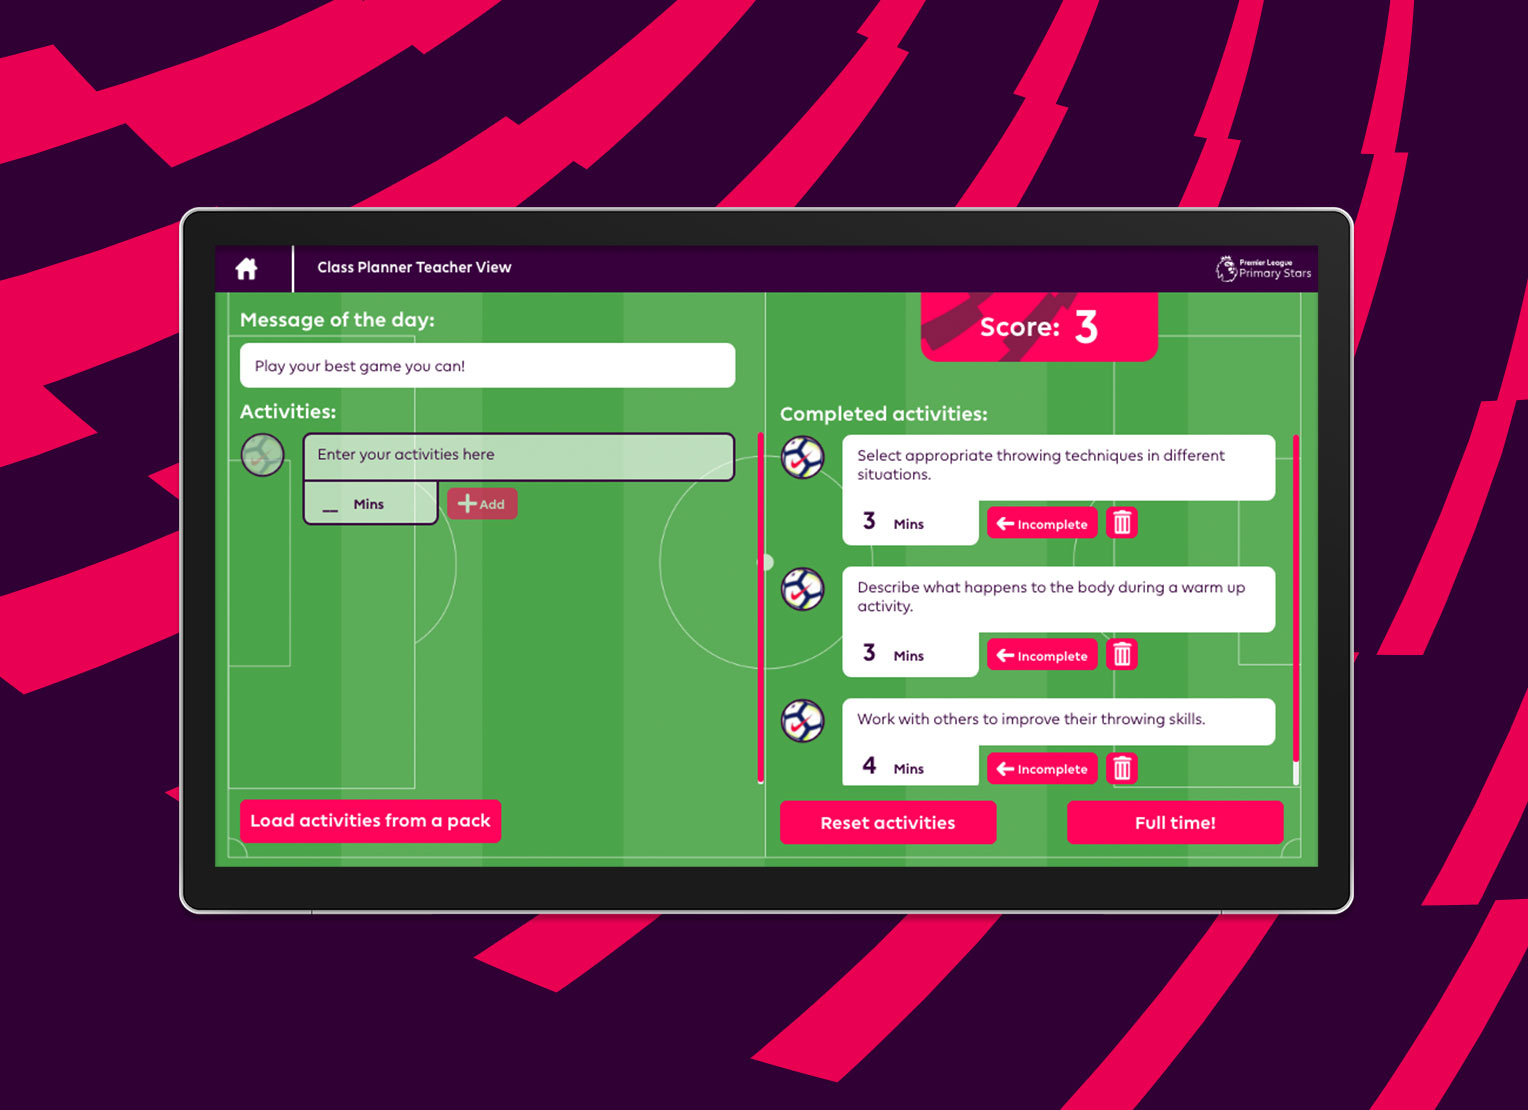 Class Planner Teacher View
Premier League
Primary Stars
Message of the day:
Play your best game you can!
Activities:
Enter your activities here
__ Mins
Add
Load activities from a pack
Score: 3
Completed activities:
Select appropriate throwing techniques in different
situations.
3 Mins
Incomplete
Describe what happens to the body during a warm up
activity.
3 Mins
Incomplete
Work with others to improve their throwing skills.
4 Mins
Incomplete
Reset activities
Full time!